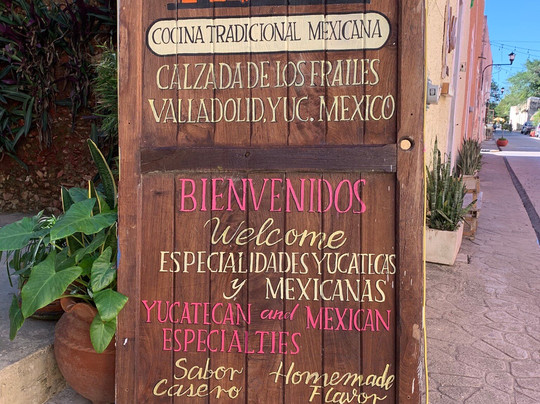 COCINA TRADICIONAL MEXICANA
CALZADA DE LOS FRAILES
VALLADOLID, YUC. MEXICO
BIENVENIDOS
Welcome
ESPECIALIDADES YUCATECAS
y MEXICANAS
YUCATECAN and MEXICAN
ESPECIALTIES
Sabor Casero
Homemade Flavor